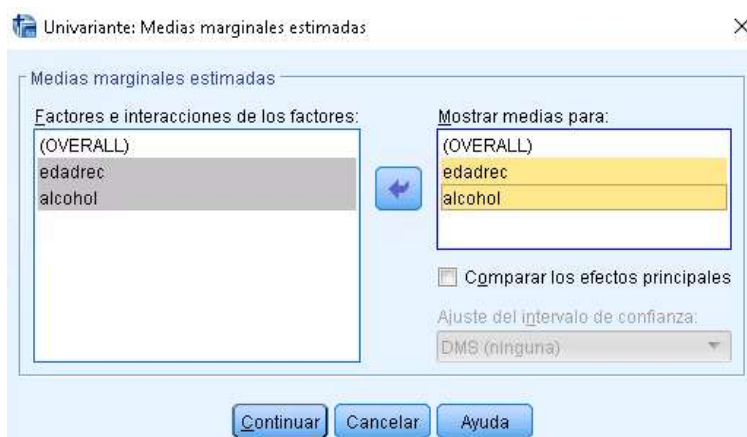 Univariante: Medias marginales estimadas
Medias marginales estimadas
Factores e interacciones de los factores:
(OVERALL)
edadrec
alcohol
Mostrar medias para:
(OVERALL)
edadrec
alcohol
Comparar los efectos principales
Ajuste del intervalo de confianza:
DMS (ninguna)
Continuar
Cancelar
Ayuda